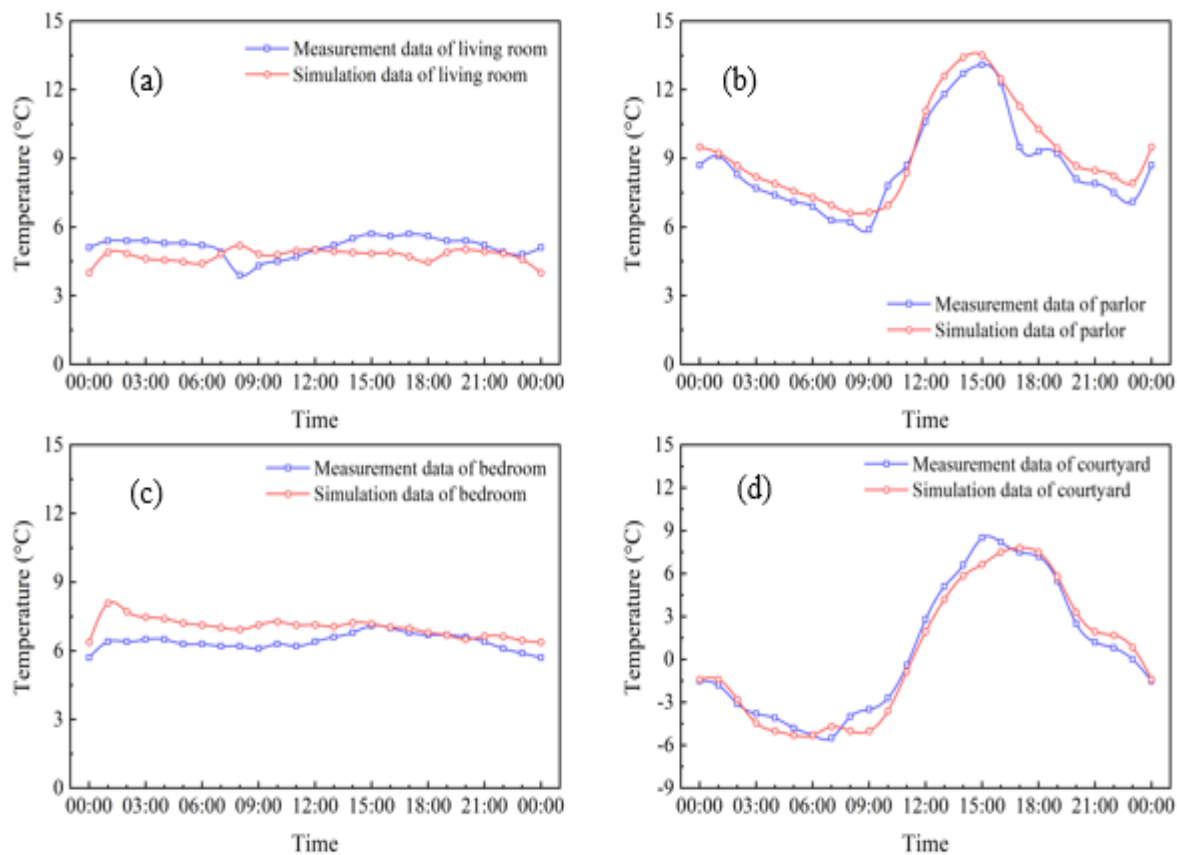 15
12
9
6
3
0
Temperature (°C)
(a)
Measurement data of living room
Simulation data of living room
00:00 03:00 06:00 09:00 12:00 15:00 18:00 21:00 00:00
Time
15
12
9
6
3
0
Temperature (°C)
(b)
Measurement data of parlor
Simulation data of parlor
00:00 03:00 06:00 09:00 12:00 15:00 18:00 21:00 00:00
Time
15
12
9
6
3
0
Temperature (°C)
(c)
Measurement data of bedroom
Simulation data of bedroom
00:00 03:00 06:00 09:00 12:00 15:00 18:00 21:00 00:00
Time
15
12
9
6
3
0
-3
-6
-9
Temperature (°C)
(d)
Measurement data of courtyard
Simulation data of courtyard
00:00 03:00 06:00 09:00 12:00 15:00 18:00 21:00 00:00
Time